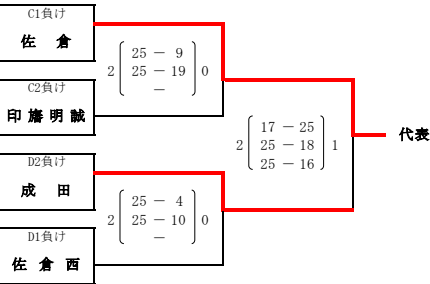 C1負け
佐 倉
25 － 9
2 25 － 19 0
－
C2負け
印旛明誠
17 － 25
2 25 － 18 1
25 － 16
代表
D2負け
成 田
25 － 4
2 25 － 10 0
－
D1負け
佐 倉 西